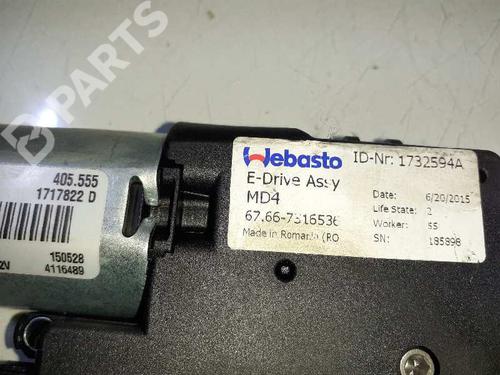 B PARTS
405.555
1717822 D
150528
4116489
Webasto
ID-Nr: 1732594A
E-Drive Assy
MD4
67.66-7316536
Made in Romania (RO
Date: 6/20/2015
Life State: 2
Worker: 55
SN: 185898